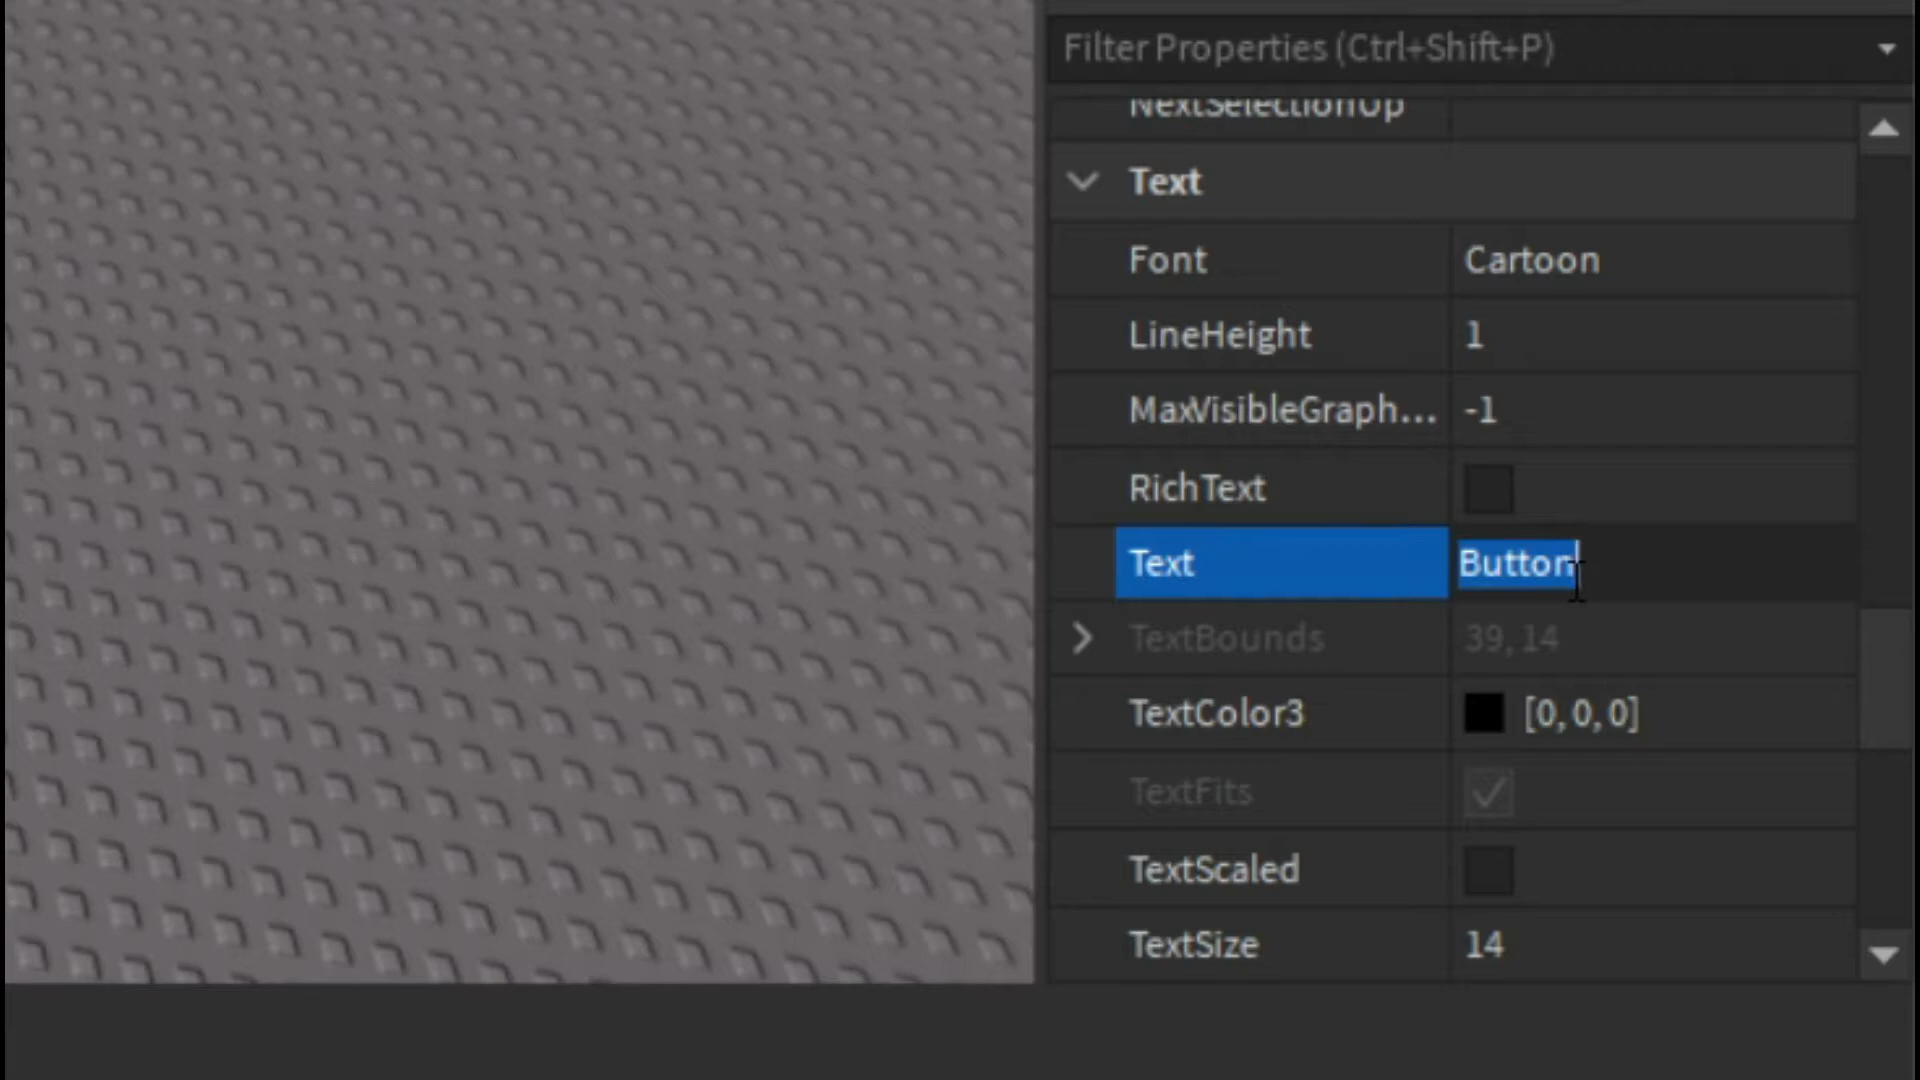 Filter Properties (Ctrl+Shift+P)
NextSelectionUp
Text
Font Cartoon
LineHeight 1
MaxVisibleGraph... -1
RichText
Text Button
TextBounds 39, 14
TextColor3 [0, 0, 0]
TextFits
TextScaled
TextSize 14